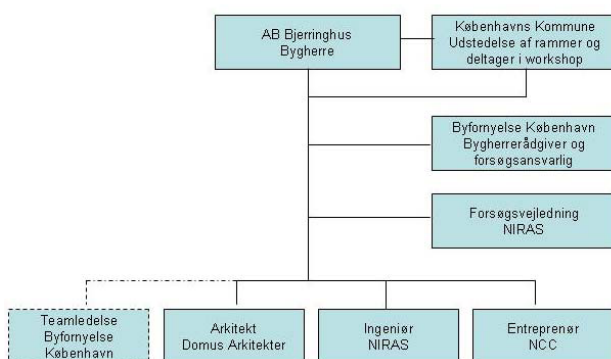 AB Bjerringhus
Bygherre
Københavns Kommune
Udstedelse af rammer og
deltager i workshop
Byfornyelse København
Bygherrerådgiver og
forsøgsansvarlig
Forsøgsvejledning
NIRAS
Teamledelse
Byfornyelse
København
Arkitekt
Domus Arkitekter
Ingeniør
NIRAS
Entreprenør
NCC